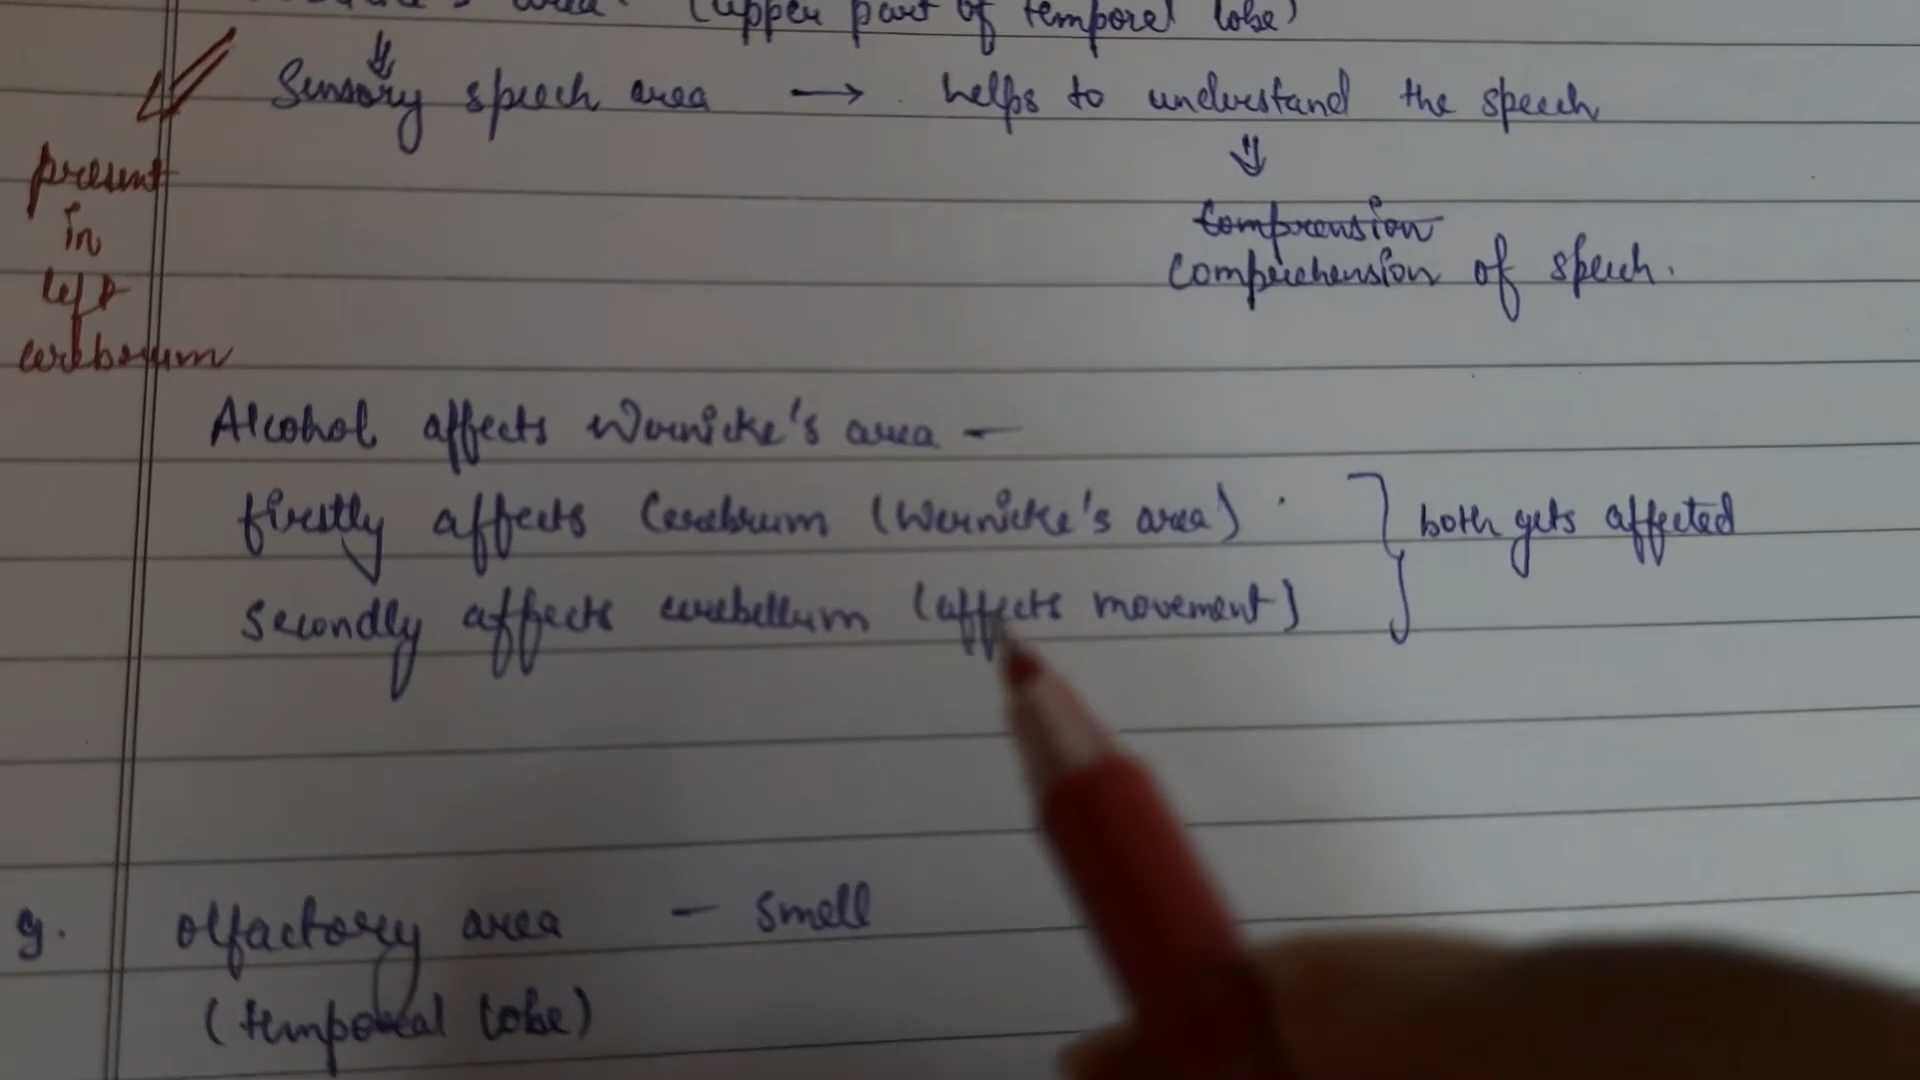 area. (upper part of temporal lobe)
Sensory speech area → helps to understand the speech
present
in
left
cerebrum
Comprension
Comprehension of speech.
Alcohol affects Wernicke's area -
firstly affects Cerebrum (Wernicke's area)
both gets affected
Secondly affects cerebellum (affects movement)
g. olfactory area - smell
(temporal lobe)